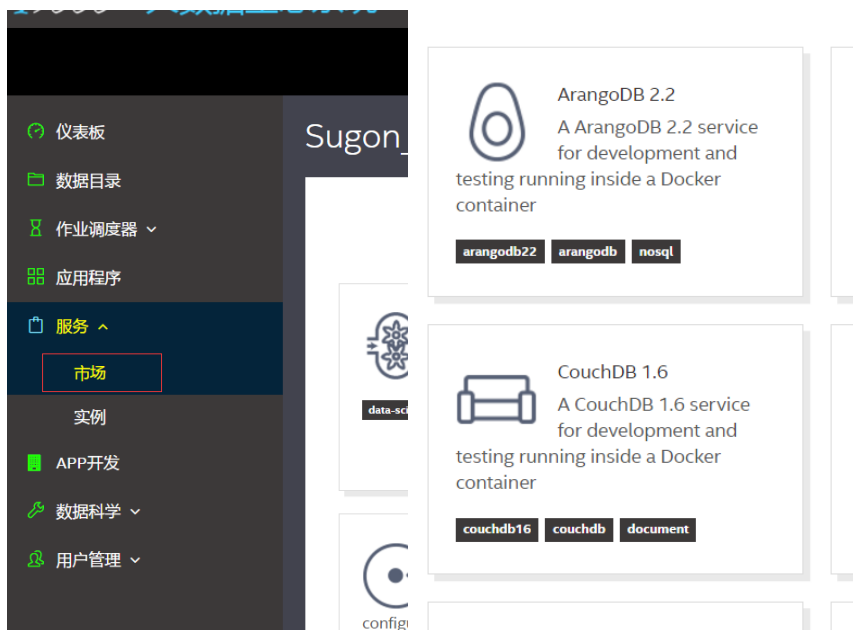 仪表板
数据目录
作业调度器
应用程序
服务
市场
实例
APP开发
数据科学
用户管理
Sugon_
data-sci
configu
ArangoDB 2.2
A ArangoDB 2.2 service
for development and
testing running inside a Docker
container
arangodb22 arangodb nosql
CouchDB 1.6
A CouchDB 1.6 service
for development and
testing running inside a Docker
container
couchdb16 couchdb document